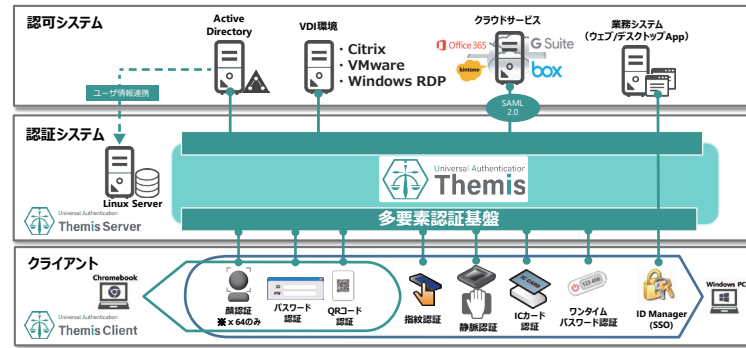 認可システム
Active
Directory
VDI環境
・Citrix
・VMware
・Windows RDP
クラウドサービス
Office 365
G Suite
kintone
box
業務システム
(ウェブ/デスクトップApp)
ユーザ情報連携
SAML
2.0
認証システム
Linux Server
Universal Authentication
Themis Server
Universal Authentication
Themis
多要素認証基盤
クライアント
Chromebook
Universal Authentication
Themis Client
顔認証
※x 64のみ
ID
PW
パスワード
認証
QRコード
認証
指紋認証
静脈認証
IC-CARD
ICカード
認証
123 456
ワンタイム
パスワード認証
ID Manager
(SSO)
Windows PC